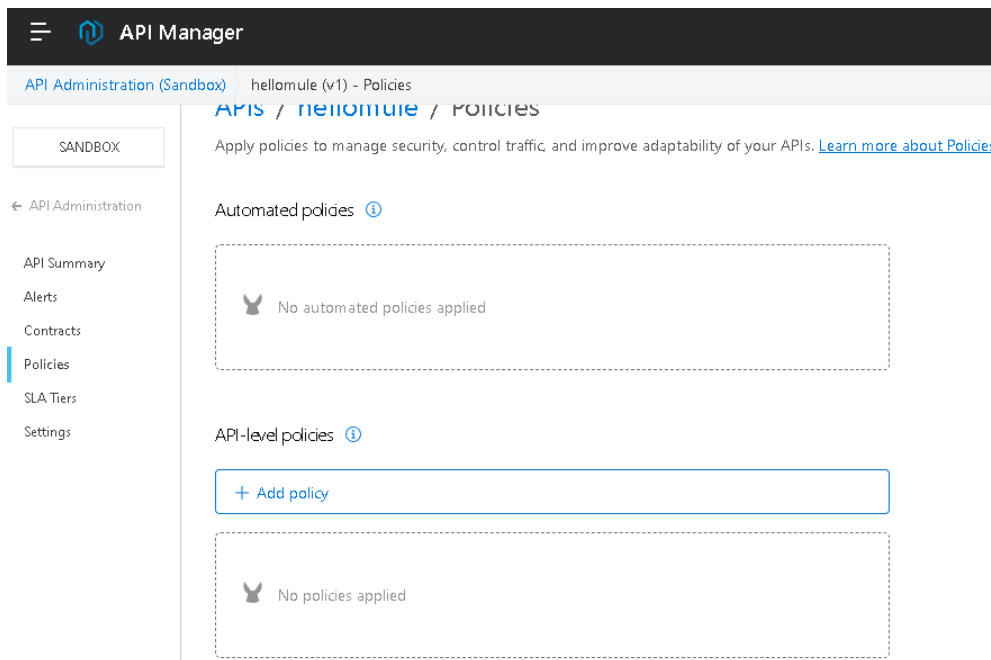 API Manager
API Administration (Sandbox) hellomule (v1) - Policies
APIs / hellomule / Policies
SANDBOX
Apply policies to manage security, control traffic, and improve adaptability of your APIs. Learn more about Policies
← API Administration
Automated policies
API Summary
Alerts
No automated policies applied
Contracts
Policies
SLA Tiers
Settings
API-level policies
+ Add policy
No policies applied